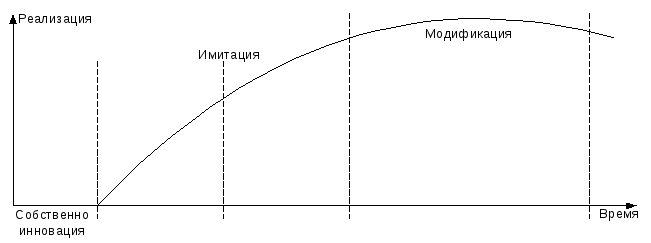 Реализация
Имитация
Модификация
Собственно
инновация
Время